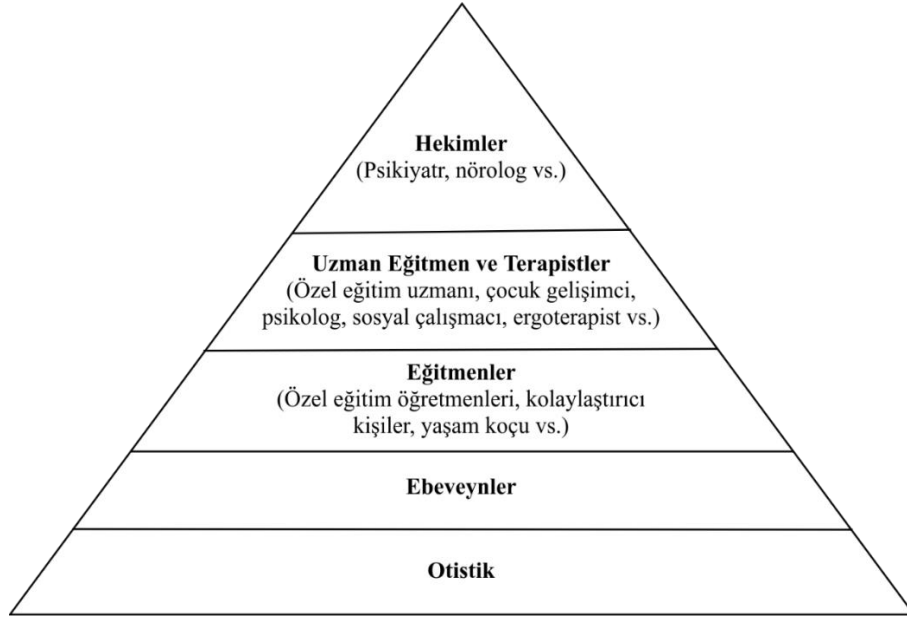 Hekimler
(Psikiyatr, nörolog vs.)
Uzman Eğitmen ve Terapistler
(Özel eğitim uzmanı, çocuk gelişimci,
psikolog, sosyal çalışmacı, ergoterapist vs.)
Eğitmenler
(Özel eğitim öğretmenleri, kolaylaştırıcı
kişiler, yaşam koçu vs.)
Ebeveynler
Otistik